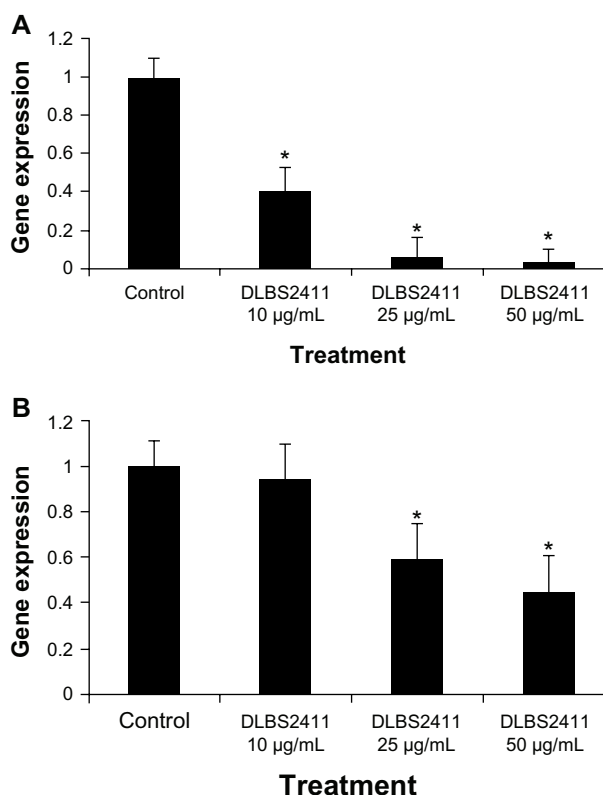 A
1.2
1
0.8
0.6
0.4
0.2
0
Gene expression
*
*
*
Control
DLBS2411
10 µg/mL
DLBS2411
25 µg/mL
DLBS2411
50 µg/mL
Treatment
B
1.2
1
0.8
0.6
0.4
0.2
0
Gene expression
*
*
Control
DLBS2411
10 µg/mL
DLBS2411
25 µg/mL
DLBS2411
50 µg/mL
Treatment